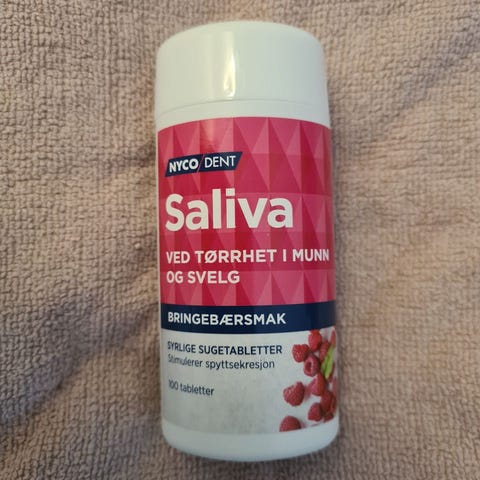 NYCO/DENT
Saliva
VED TØRRHET I MUNN
OG SVELG
BRINGEBÆRSMAK
SYRLIGE SUGETABLETTER
Stimulerer spyttsekresjon
100 tabletter